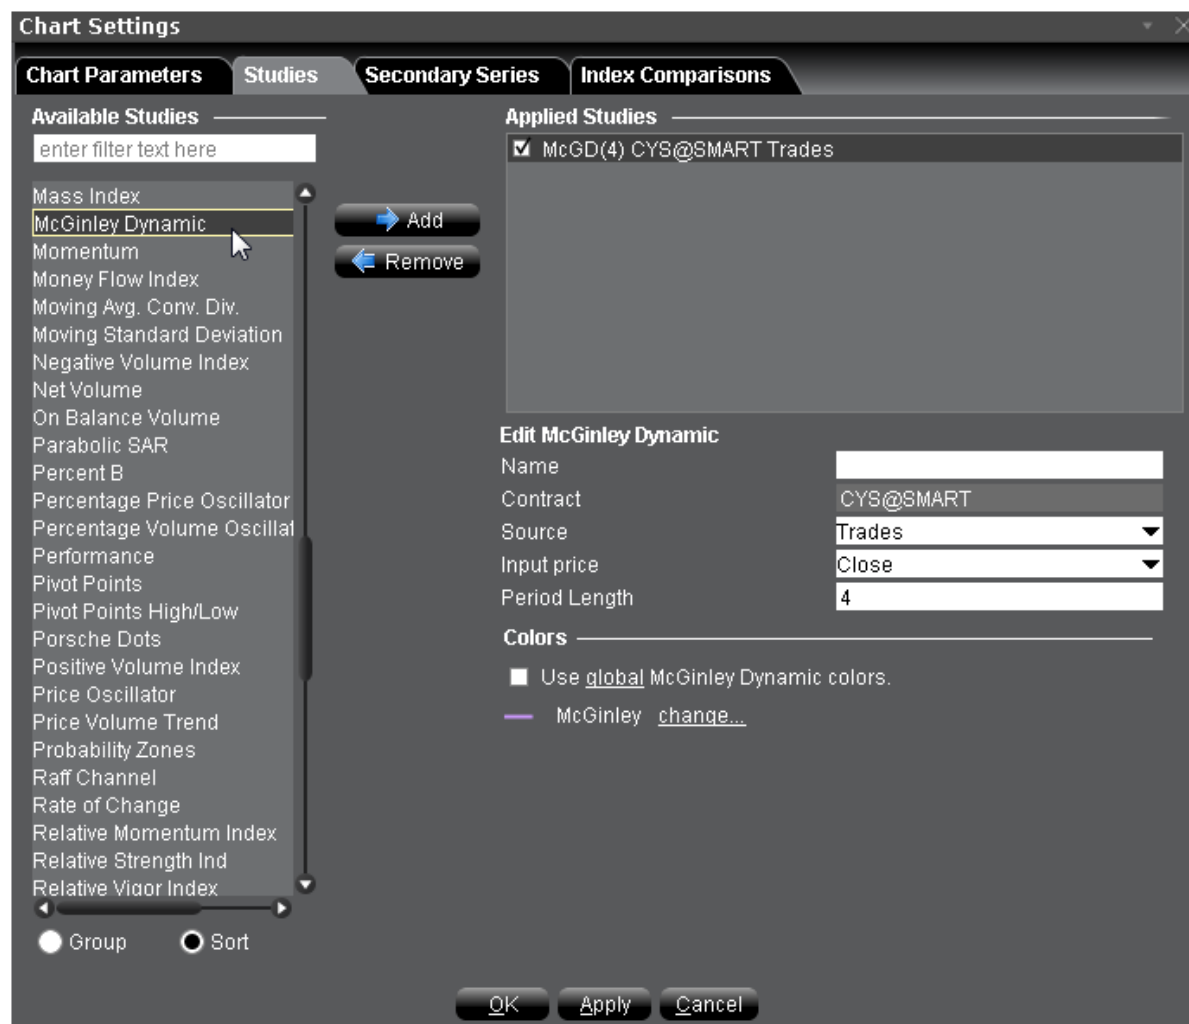 Chart Settings
Chart Parameters
Studies
Secondary Series
Index Comparisons
Available Studies
enter filter text here
Mass Index
McGinley Dynamic
Momentum
Money Flow Index
Moving Avg. Conv. Div.
Moving Standard Deviation
Negative Volume Index
Net Volume
On Balance Volume
Parabolic SAR
Percent B
Percentage Price Oscillator
Percentage Volume Oscillat
Performance
Pivot Points
Pivot Points High/Low
Porsche Dots
Positive Volume Index
Price Oscillator
Price Volume Trend
Probability Zones
Raff Channel
Rate of Change
Relative Momentum Index
Relative Strength Ind
Relative Vigor Index
Group
Sort
Add
Remove
Applied Studies
McGD(4) CYS@SMART Trades
Edit McGinley Dynamic
Name
Contract CYS@SMART
Source Trades
Input price Close
Period Length 4
Colors
Use global McGinley Dynamic colors.
McGinley change...
OK
Apply
Cancel